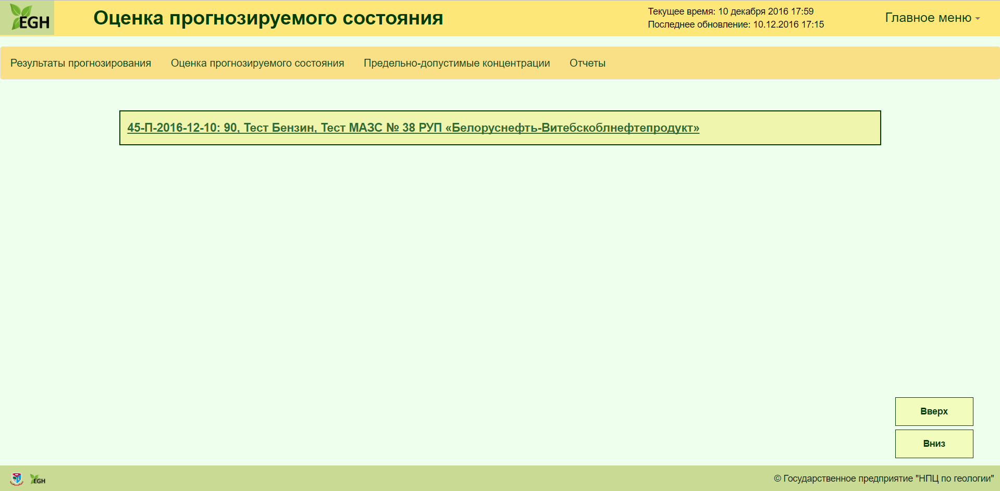 EGH
Оценка прогнозируемого состояния
Текущее время: 10 декабря 2016 17:59
Последнее обновление: 10.12.2016 17:15
Главное меню
Результаты прогнозирования
Оценка прогнозируемого состояния
Предельно-допустимые концентрации
Отчеты
45-П-2016-12-10: 90, Тест Бензин, Тест МАЗС № 38 РУП «Белоруснефть-Витебскоблнефтепродукт»
Вверх
Вниз
EGH
© Государственное предприятие "НПЦ по геологии"